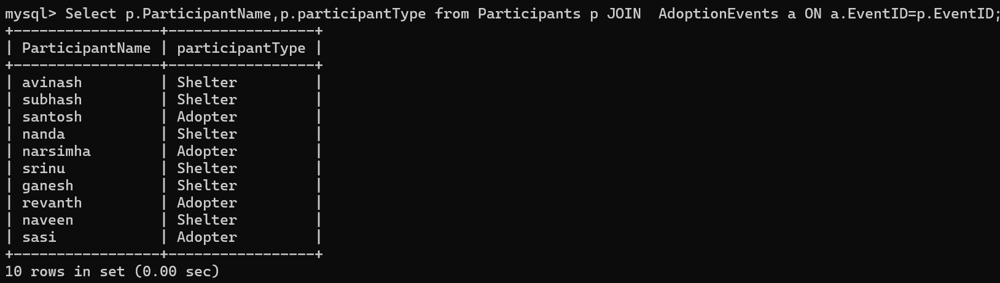 mysql> Select p.ParticipantName,p.participantType from Participants p JOIN  AdoptionEvents a ON a.EventID=p.EventID;
+-----------------+-----------------+
| ParticipantName | participantType |
+-----------------+-----------------+
| avinash         | Shelter         |
| subhash         | Shelter         |
| santosh         | Adopter         |
| nanda           | Shelter         |
| narsimha        | Adopter         |
| srinu           | Shelter         |
| ganesh          | Shelter         |
| revanth         | Adopter         |
| naveen          | Shelter         |
| sasi            | Adopter         |
+-----------------+-----------------+
10 rows in set (0.00 sec)